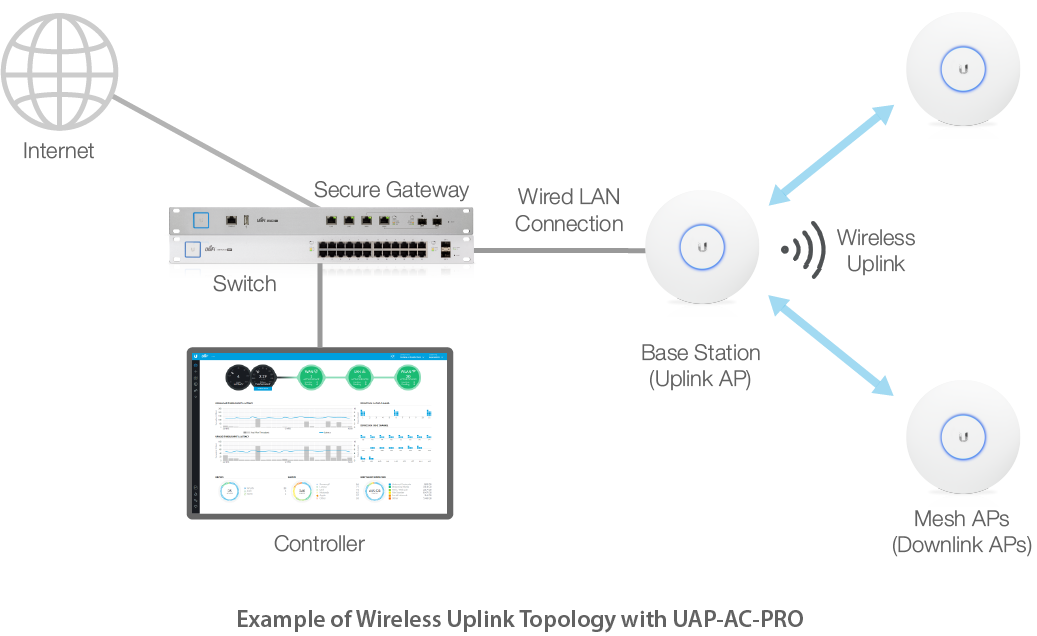 Internet
Secure Gateway
Switch
Wired LAN
Connection
Wireless
Uplink
Base Station
(Uplink AP)
Controller
Mesh APs
(Downlink APs)
Example of Wireless Uplink Topology with UAP-AC-PRO